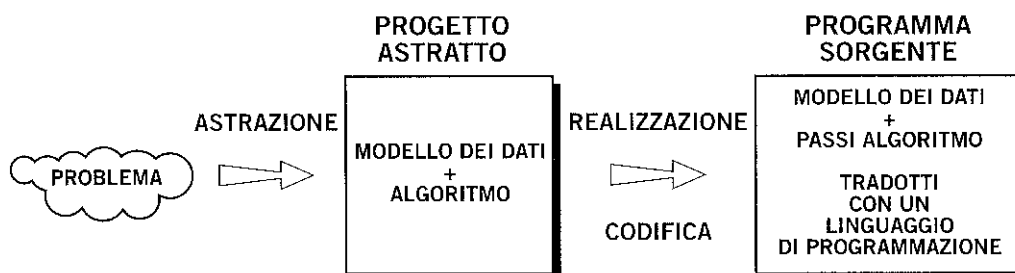 PROBLEMA
ASTRAZIONE
PROGETTO
ASTRATTO
MODELLO DEI DATI
+
ALGORITMO
REALIZZAZIONE
CODIFICA
PROGRAMMA
SORGENTE
MODELLO DEI DATI
+
PASSI ALGORITMO
TRADOTTI
CON UN
LINGUAGGIO
DI PROGRAMMAZIONE